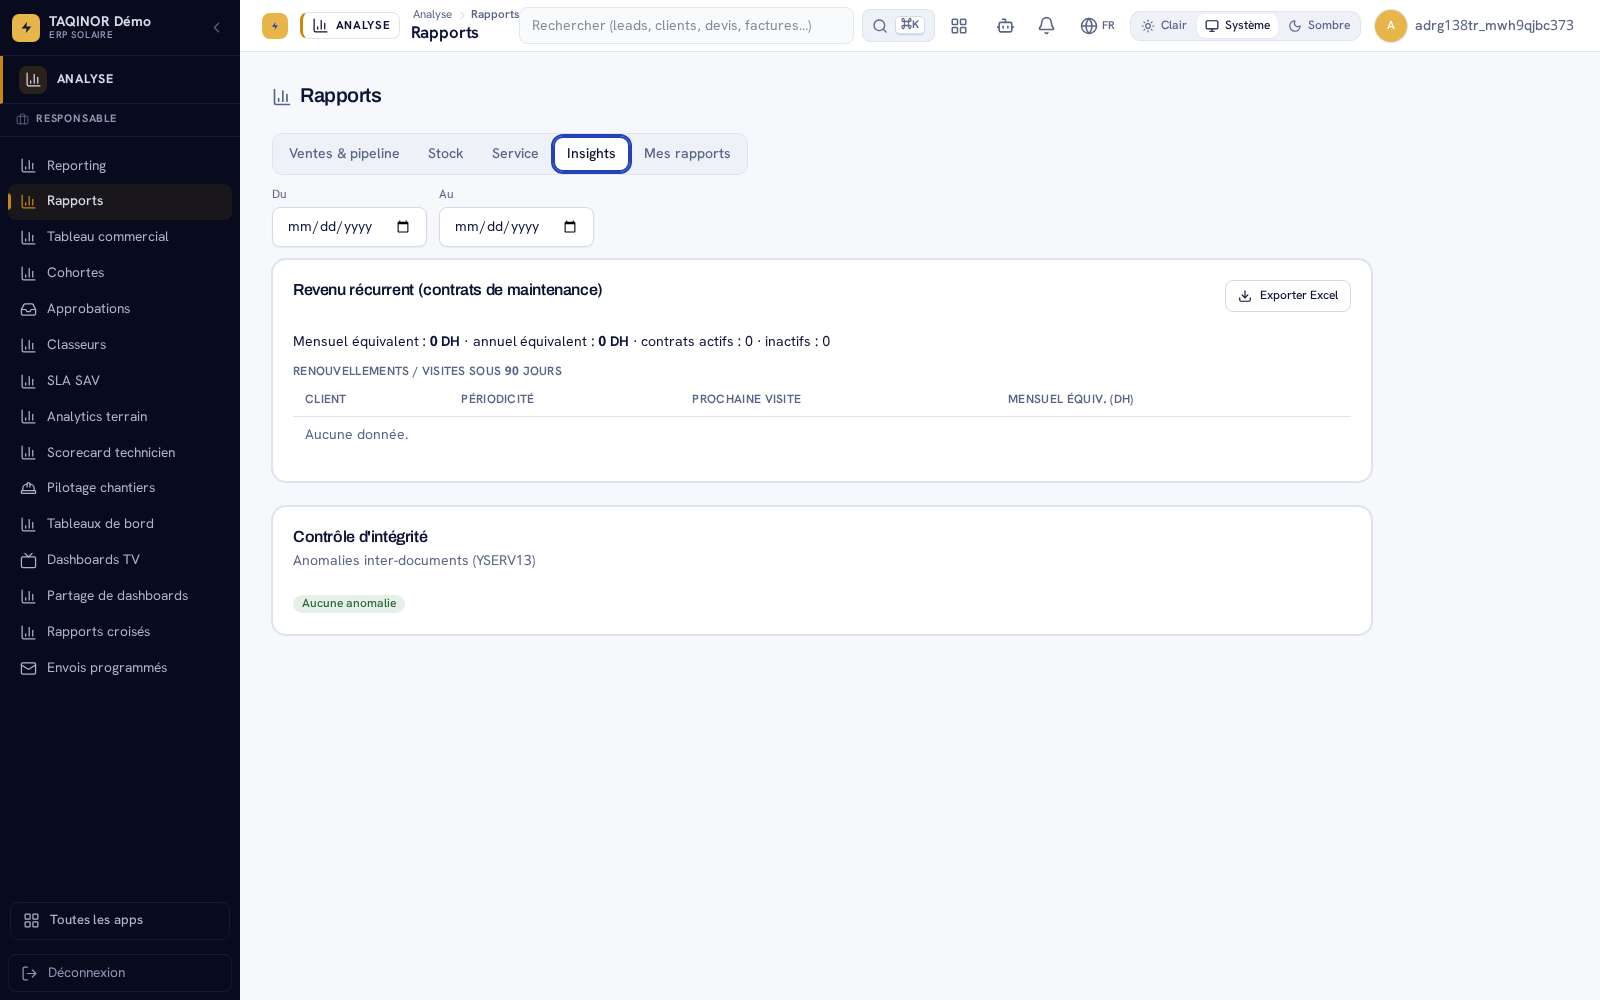 TAQINOR Démo
ERP SOLAIRE
ANALYSE
RESPONSABLE
Reporting
Rapports
Tableau commercial
Cohortes
Approbations
Classeurs
SLA SAV
Analytics terrain
Scorecard technicien
Pilotage chantiers
Tableaux de bord
Dashboards TV
Partage de dashboards
Rapports croisés
Envois programmés
Toutes les apps
Déconnexion
ANALYSE
Analyse > Rapports
Rapports
Rechercher (leads, clients, devis, factures...)
⌘K
FR
Clair
Système
Sombre
A
adrg138tr_mwh9qjbc373
Rapports
Ventes & pipeline
Stock
Service
Insights
Mes rapports
Du
Au
mm/dd/yyyy
mm/dd/yyyy
Revenu récurrent (contrats de maintenance)
Exporter Excel
Mensuel équivalent : 0 DH · annuel équivalent : 0 DH · contrats actifs : 0 · inactifs : 0
RENOUVELLEMENTS / VISITES SOUS 90 JOURS
CLIENT PÉRIODICITÉ PROCHAINE VISITE MENSUEL ÉQUIV. (DH)
Aucune donnée.
Contrôle d'intégrité
Anomalies inter-documents (YSERV13)
Aucune anomalie